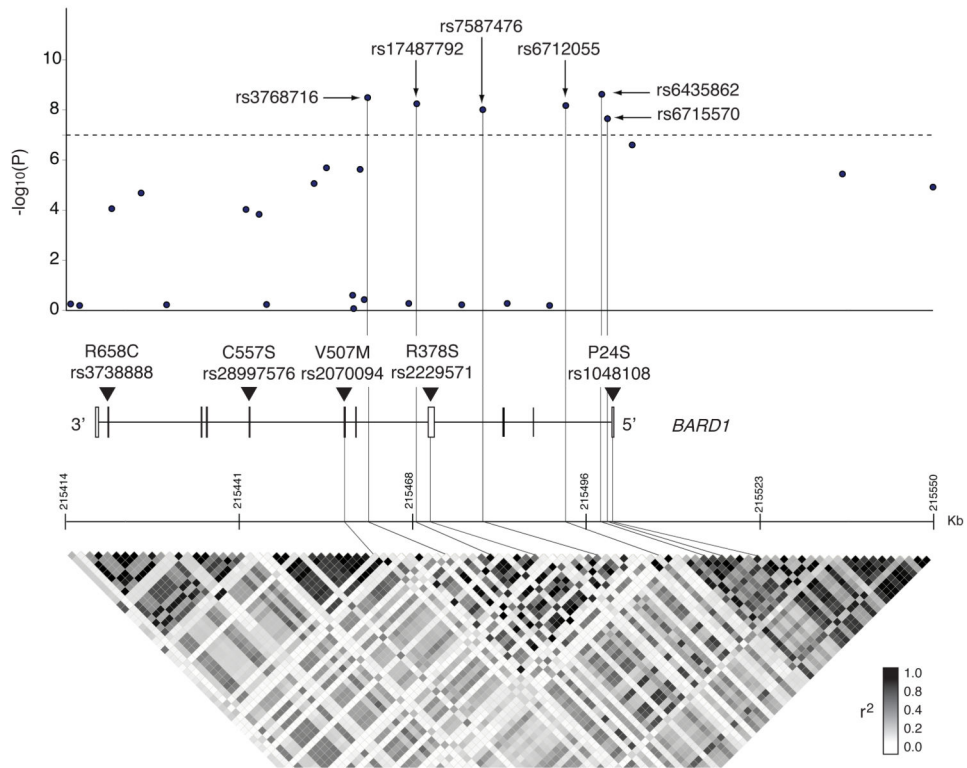 rs7587476
rs17487792
rs6712055
rs3768716
rs6435862
rs6715570
-log10(P)
10
8
6
4
2
0
R658C
rs3738888
C557S
rs28997576
V507M
rs2070094
R378S
rs2229571
P24S
rs1048108
3’
5’
BARD1
215414
215441
215468
215496
215523
215550
Kb
r2
1.0
0.8
0.4
0.2
0.0